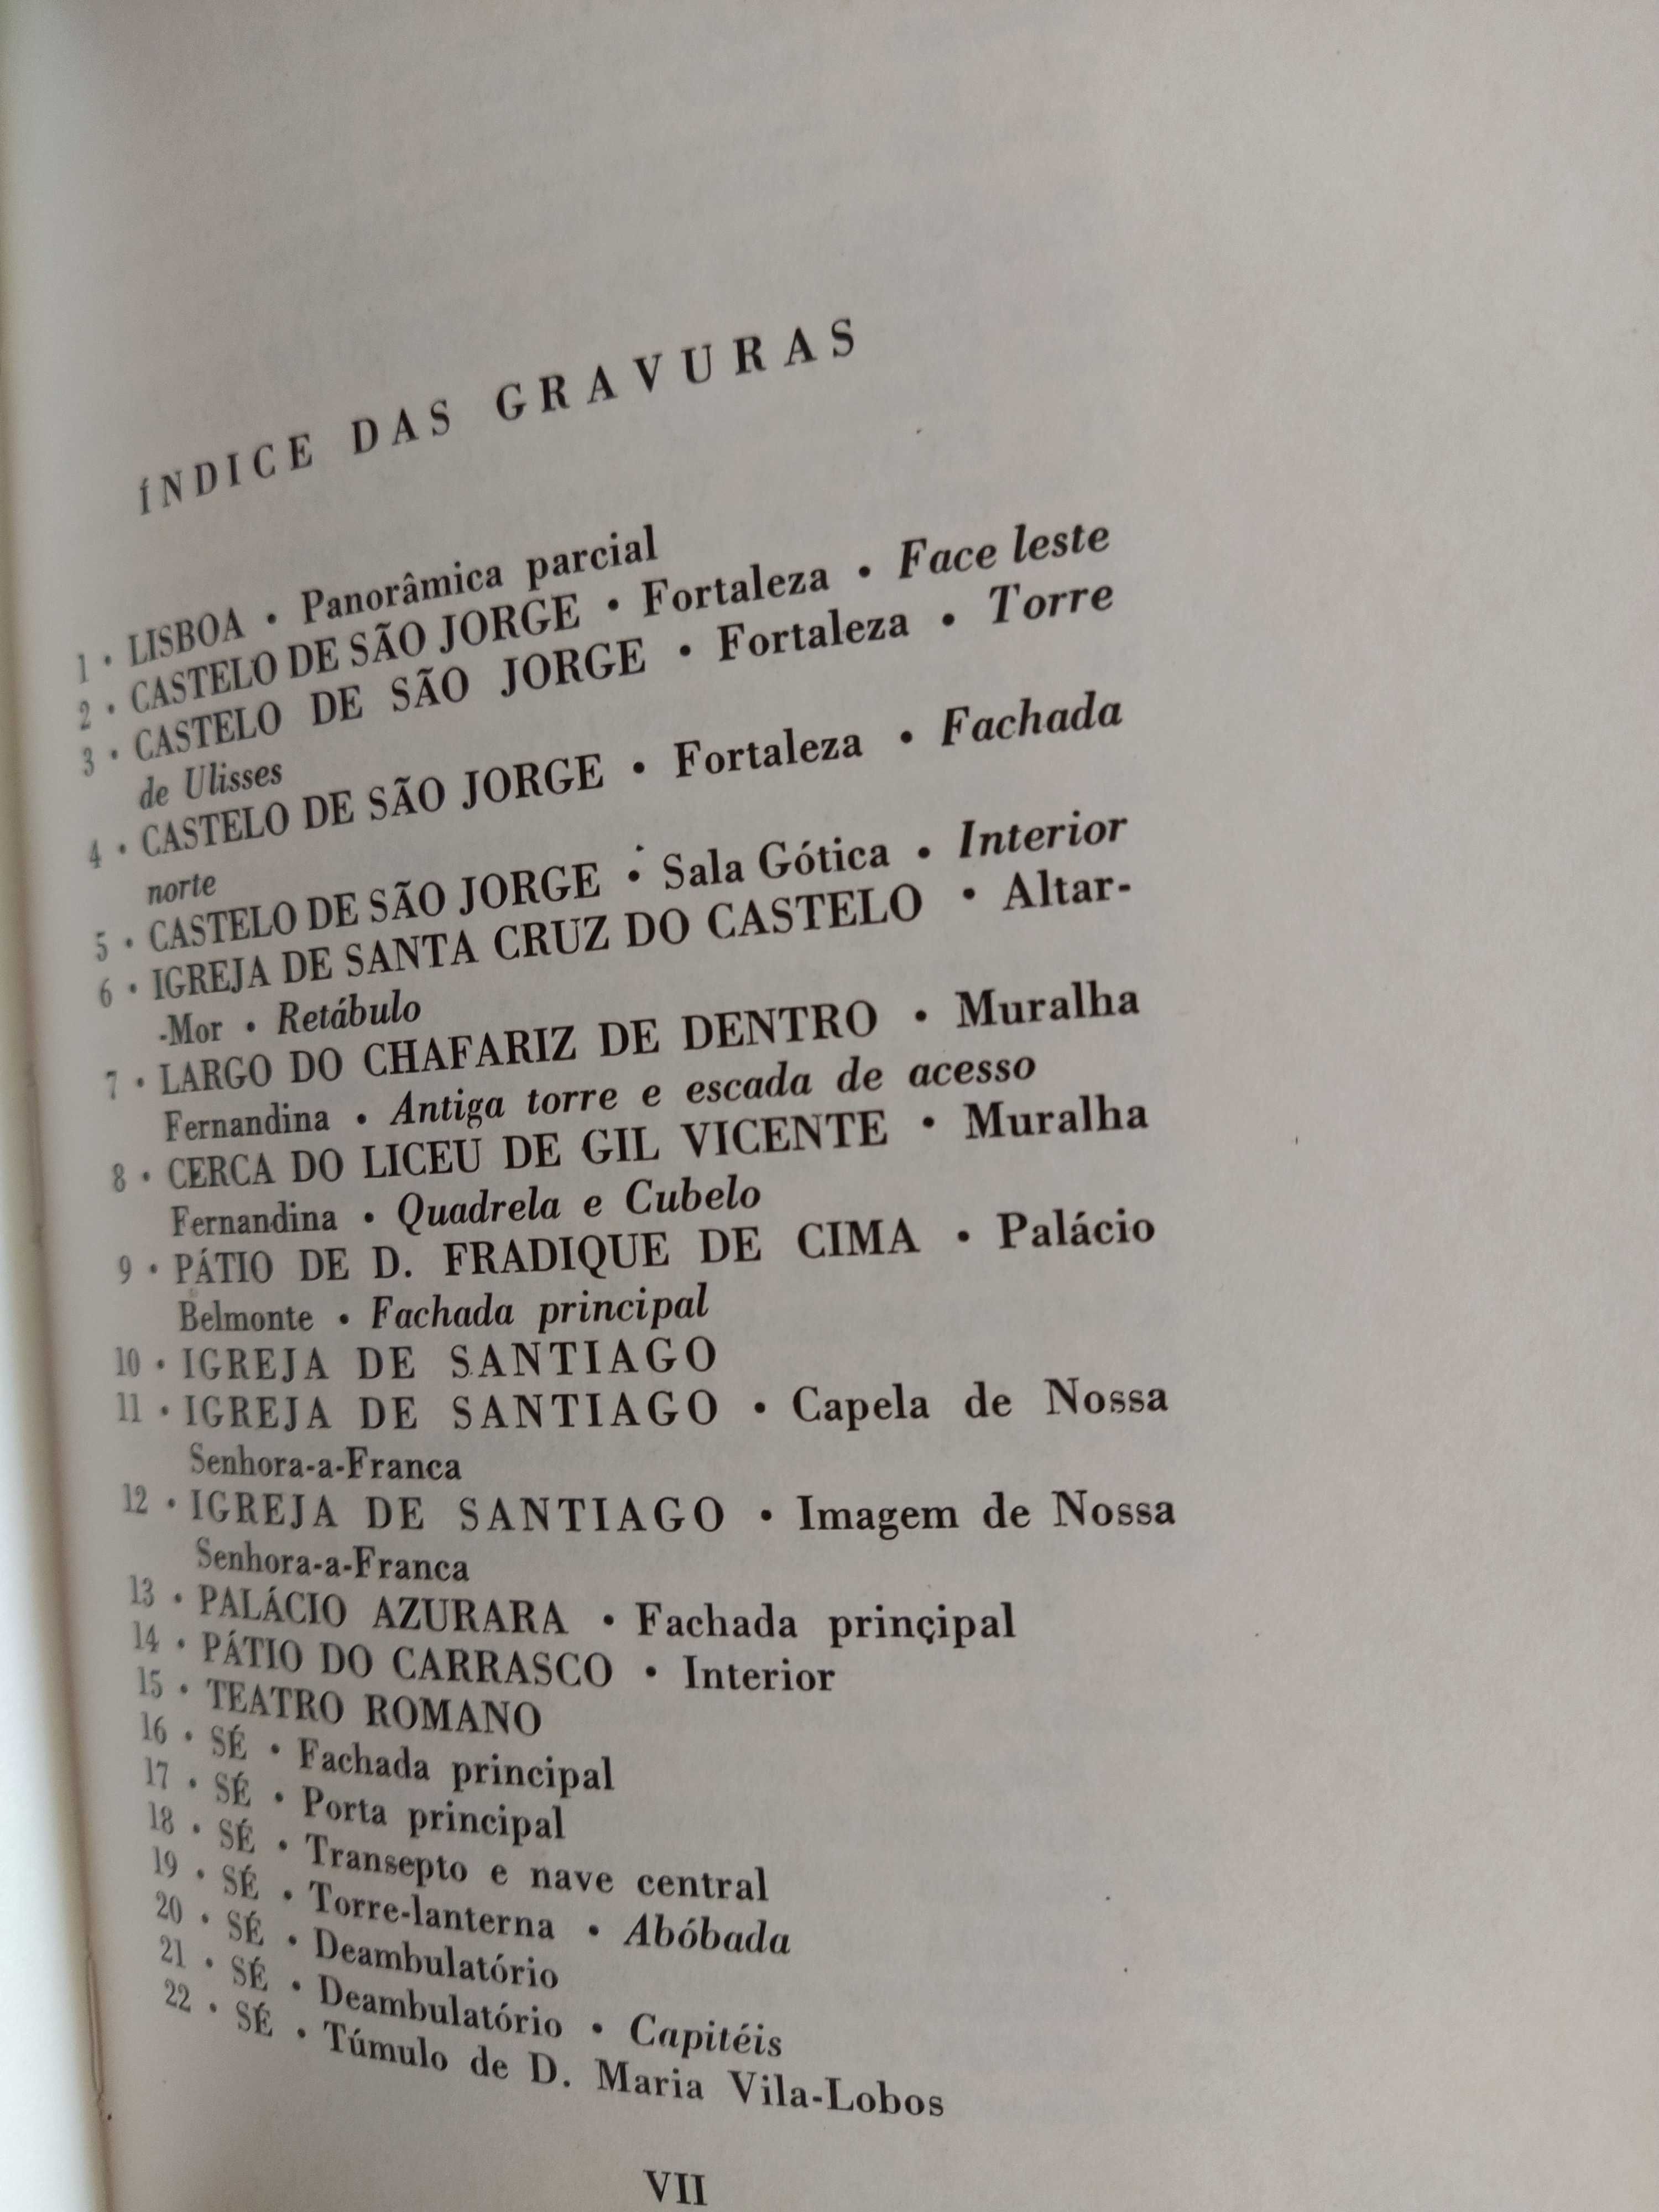 ÍNDICE DAS GRAVURAS
1 • LISBOA • Panorâmica parcial
2 • CASTELO DE SÃO JORGE • Fortaleza • Face leste
3 • CASTELO DE SÃO JORGE • Fortaleza • Torre
de Ulisses
4 • CASTELO DE SÃO JORGE • Fortaleza • Fachada
norte
5 • CASTELO DE SÃO JORGE • Sala Gótica • Interior
6 • IGREJA DE SANTA CRUZ DO CASTELO • Altar-
-Mor • Retábulo
7 • LARGO DO CHAFARIZ DE DENTRO • Muralha
Fernandina • Antiga torre e escada de acesso
8 • CERCA DO LICEU DE GIL VICENTE • Muralha
Fernandina • Quadrela e Cubelo
9 • PÁTIO DE D. FRADIQUE DE CIMA • Palácio
Belmonte • Fachada principal
10 • IGREJA DE SANTIAGO
11 • IGREJA DE SANTIAGO • Capela de Nossa
Senhora-a-Franca
12 • IGREJA DE SANTIAGO • Imagem de Nossa
Senhora-a-Franca
13 • PALÁCIO AZURARA • Fachada prinçipal
14 • PÁTIO DO CARRASCO • Interior
15 • TEATRO ROMANO
16 • SÉ • Fachada principal
17 • SÉ • Porta principal
18 • SÉ • Transepto e nave central
19 • SÉ • Torre-lanterna • Abóbada
20 • SÉ • Deambulatório
21 • SÉ • Deambulatório • Capitéis
22 • SÉ • Túmulo de D. Maria Vila-Lobos
VII